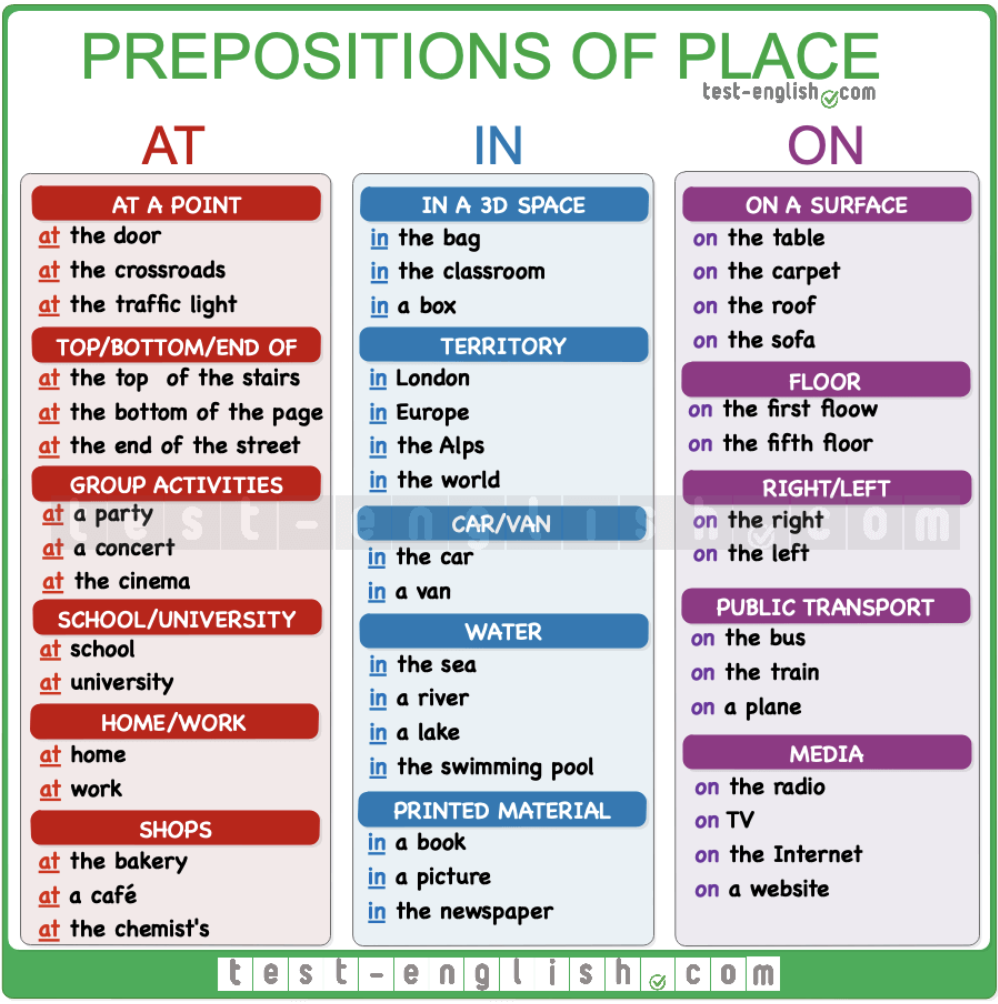 PREPOSITIONS OF PLACE
test-english.com
AT
AT A POINT
at the door
at the crossroads
at the traffic light
TOP/BOTTOM/END OF
at the top of the stairs
at the bottom of the page
at the end of the street
GROUP ACTIVITIES
at a party
at a concert
at the cinema
SCHOOL/UNIVERSITY
at school
at university
HOME/WORK
at home
at work
SHOPS
at the bakery
at a café
at the chemist's
IN
IN A 3D SPACE
in the bag
in the classroom
in a box
TERRITORY
in London
in Europe
in the Alps
in the world
CAR/VAN
in the car
in a van
WATER
in the sea
in a river
in a lake
in the swimming pool
PRINTED MATERIAL
in a book
in a picture
in the newspaper
ON
ON A SURFACE
on the table
on the carpet
on the roof
on the sofa
FLOOR
on the first floow
on the fifth floor
RIGHT/LEFT
on the right
on the left
PUBLIC TRANSPORT
on the bus
on the train
on a plane
MEDIA
on the radio
on TV
on the Internet
on a website
test-english.com
test-english.com